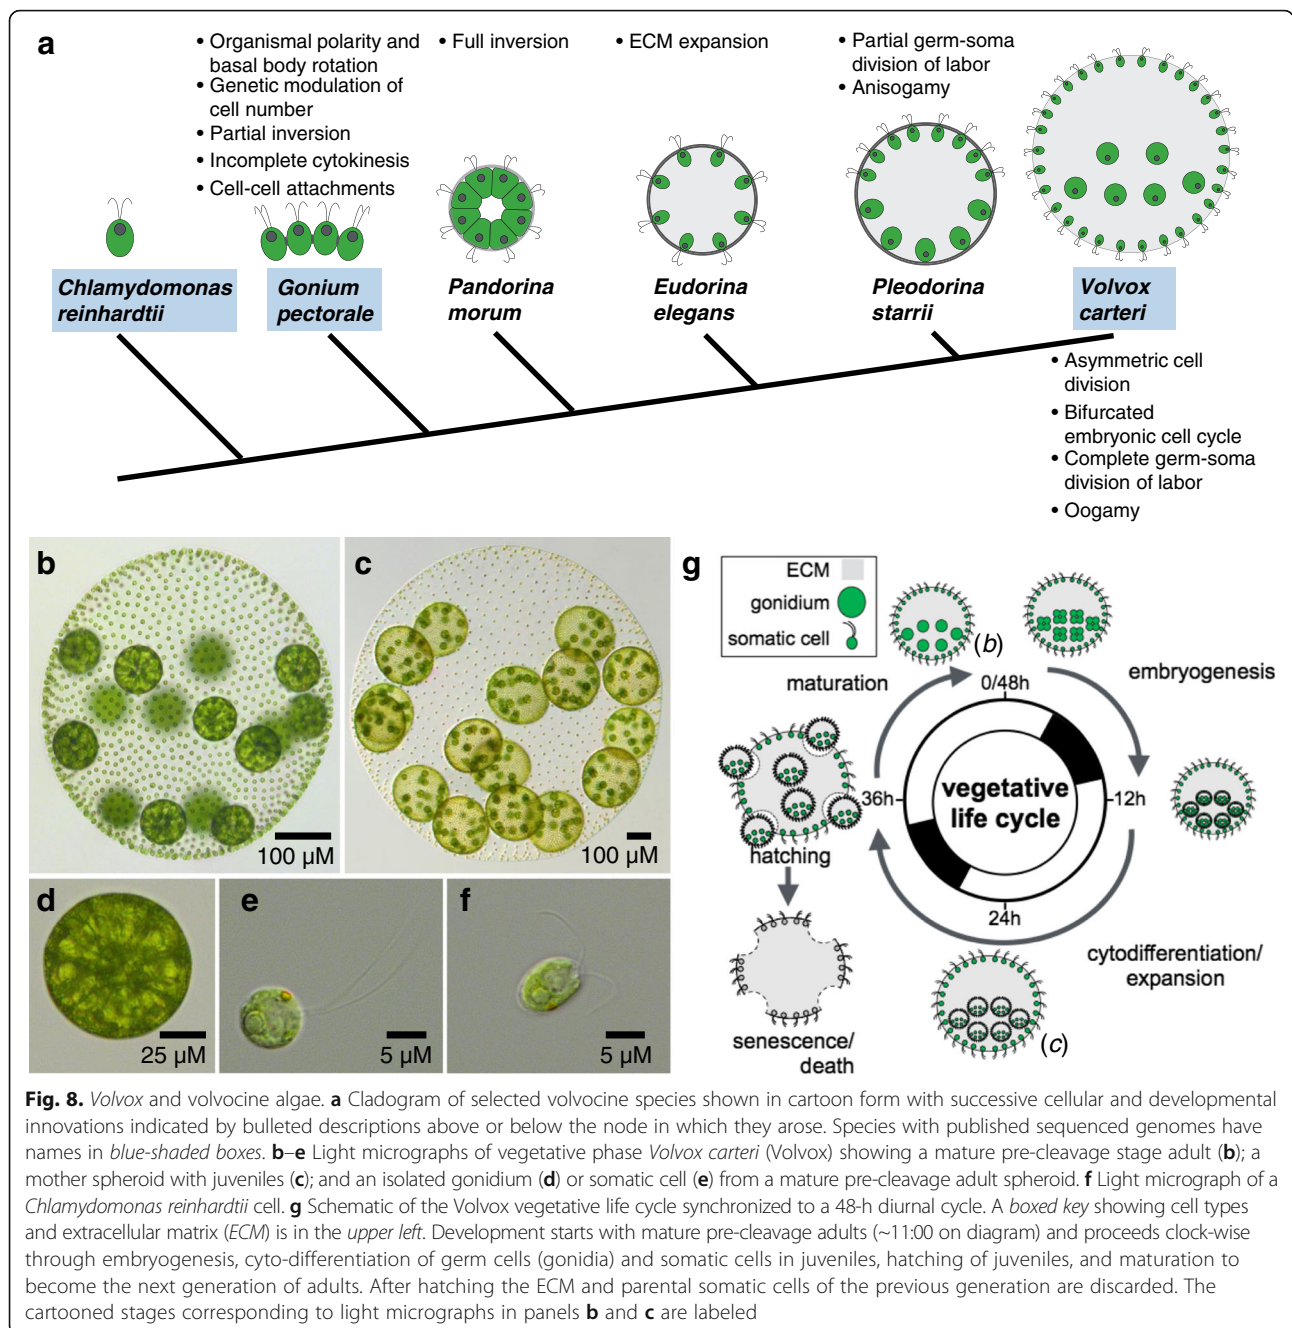 a
• Organismal polarity and
basal body rotation
• Genetic modulation of
cell number
• Partial inversion
• Incomplete cytokinesis
• Cell-cell attachments
• Full inversion
• ECM expansion
• Partial germ-soma
division of labor
• Anisogamy
Chlamydomonas
reinhardtii
Gonium
pectorale
Pandorina
morum
Eudorina
elegans
Pleodorina
starrii
Volvox
carteri
• Asymmetric cell
division
• Bifurcated
embryonic cell cycle
• Complete germ-soma
division of labor
• Oogamy
b
100 µM
c
100 µM
d
25 µM
e
5 µM
f
5 µM
g
ECM
gonidium
somatic cell
(b)
maturation
0/48h
embryogenesis
36h
vegetative
life cycle
12h
hatching
24h
cytodifferentiation/
expansion
senescence/
death
(c)
Fig. 8. Volvox and volvocine algae. a Cladogram of selected volvocine species shown in cartoon form with successive cellular and developmental
innovations indicated by bulleted descriptions above or below the node in which they arose. Species with published sequenced genomes have
names in blue-shaded boxes. b–e Light micrographs of vegetative phase Volvox carteri (Volvox) showing a mature pre-cleavage stage adult (b); a
mother spheroid with juveniles (c); and an isolated gonidium (d) or somatic cell (e) from a mature pre-cleavage adult spheroid. f Light micrograph of a
Chlamydomonas reinhardtii cell. g Schematic of the Volvox vegetative life cycle synchronized to a 48-h diurnal cycle. A boxed key showing cell types
and extracellular matrix (ECM) is in the upper left. Development starts with mature pre-cleavage adults (~11:00 on diagram) and proceeds clock-wise
through embryogenesis, cyto-differentiation of germ cells (gonidia) and somatic cells in juveniles, hatching of juveniles, and maturation to
become the next generation of adults. After hatching the ECM and parental somatic cells of the previous generation are discarded. The
cartooned stages corresponding to light micrographs in panels b and c are labeled